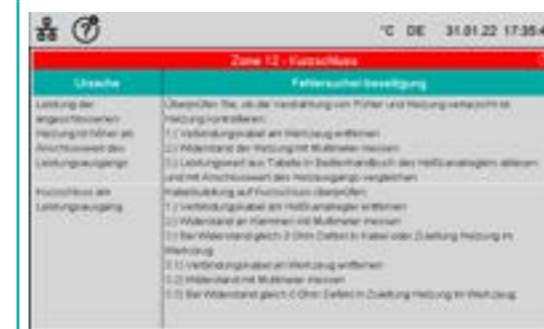 °C DE 31.01.22 17:35:4
Zone 12 - Kurzschluss
Ursache Fehlersuche/-beseitigung
Leistung der Überprüfen Sie, ob die Verdrahtung von Fühler und Heizung vertauscht ist
angeschlossenen Heizung kontrollieren:
Heizung ist höher als 1.) Verbindungskabel am Werkzeug entfernen
Anschlusswert des 2.) Widerstand der Heizung mit Multimeter messen
Leistungsausgangs 3.) Leistungswert aus Tabelle in Bedienhandbuch des Heißkanalreglers ablesen
und mit Anschlusswert des Heizausgangs vergleichen
Kurzschluss am Kabelzuleitung auf Kurzschluss überprüfen:
Leistungsausgang 1.) Verbindungskabel am Heißkanalregler entfernen
2.) Widerstand an Klemmen mit Multimeter messen
3.) Bei Widerstand gleich 0 Ohm Defekt in Kabel oder Zuleitung Heizung im
Werkzeug
3.1) Verbindungskabel am Werkzeug entfernen
3.2) Widerstand mit Multimeter messen
3.3) Bei Widerstand gleich 0 Ohm Defekt in Zuleitung Heizung im Werkzeug